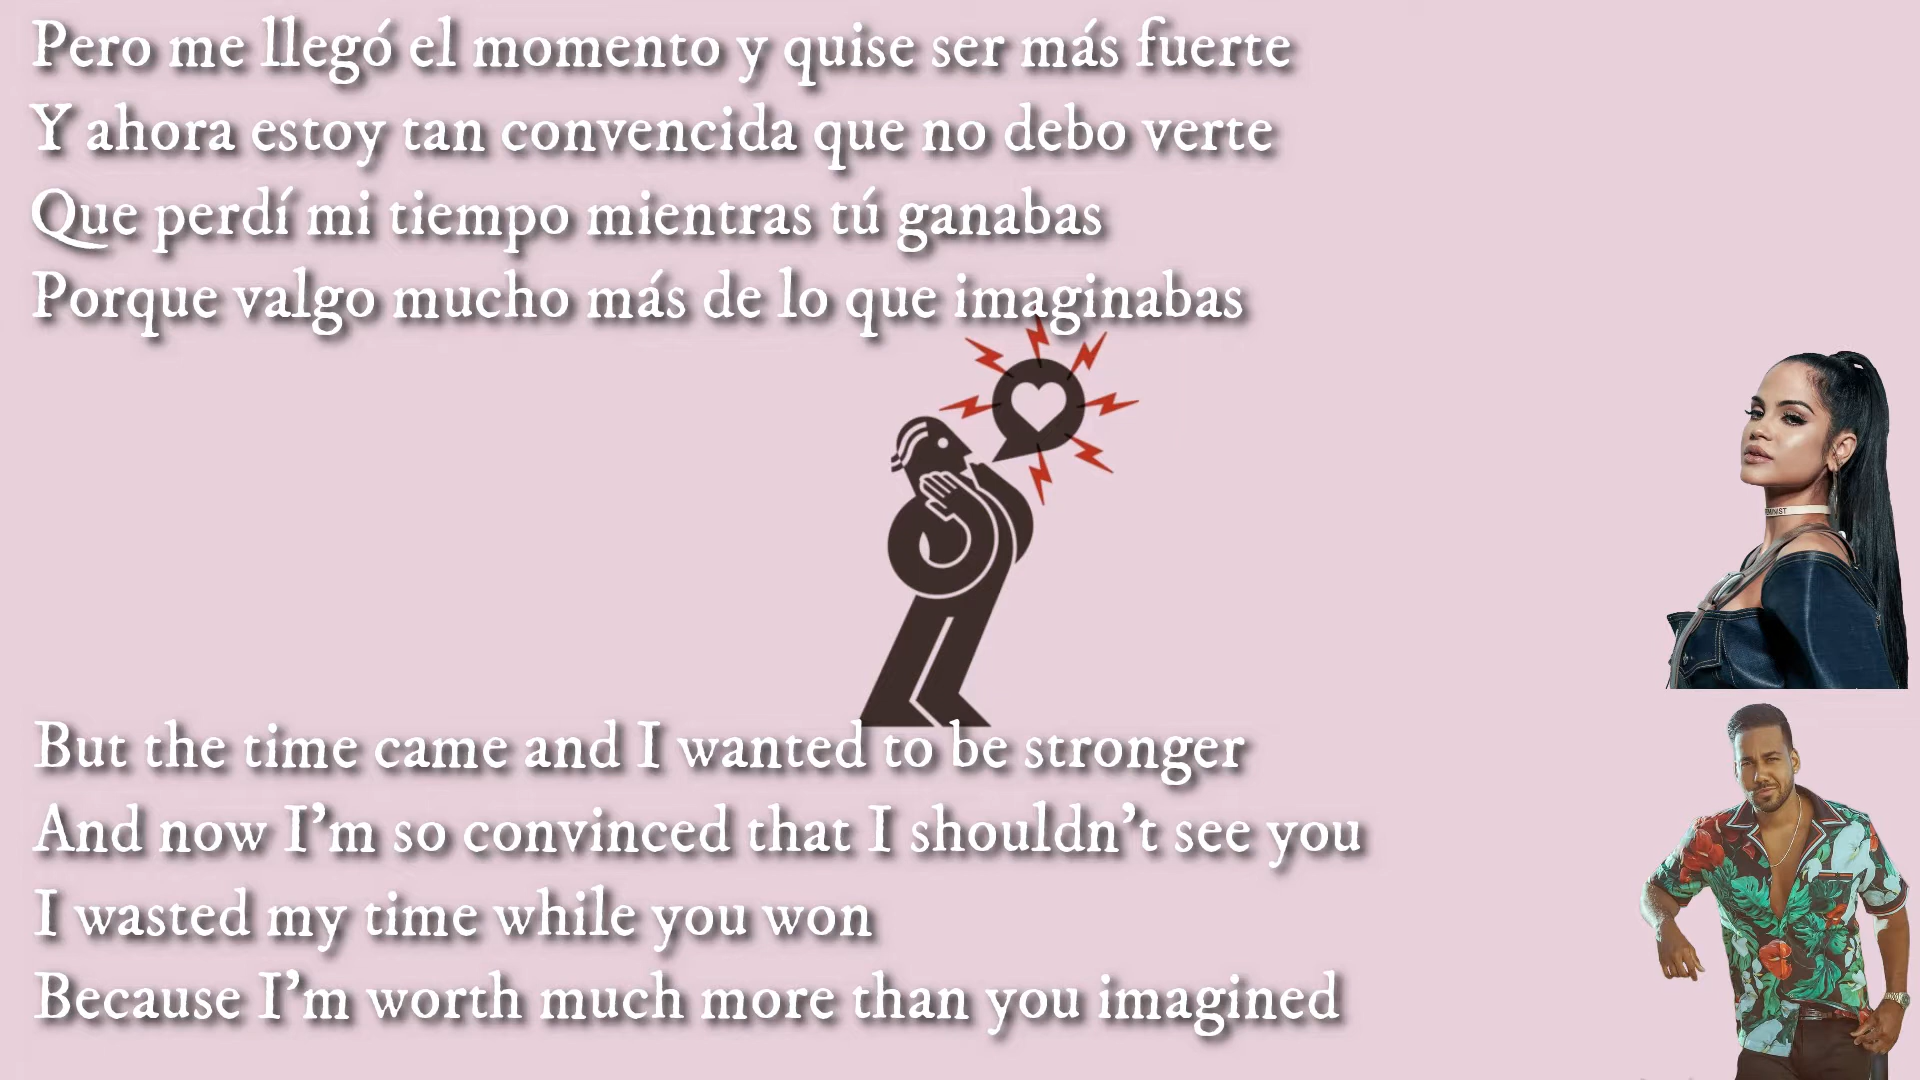 Pero me llegó el momento y quise ser más fuerte
Y ahora estoy tan convencida que no debo verte
Que perdí mi tiempo mientras tú ganabas
Porque valgo mucho más de lo que imaginabas
But the time came and I wanted to be stronger
And now I'm so convinced that I shouldn't see you
I wasted my time while you won
Because I'm worth much more than you imagined